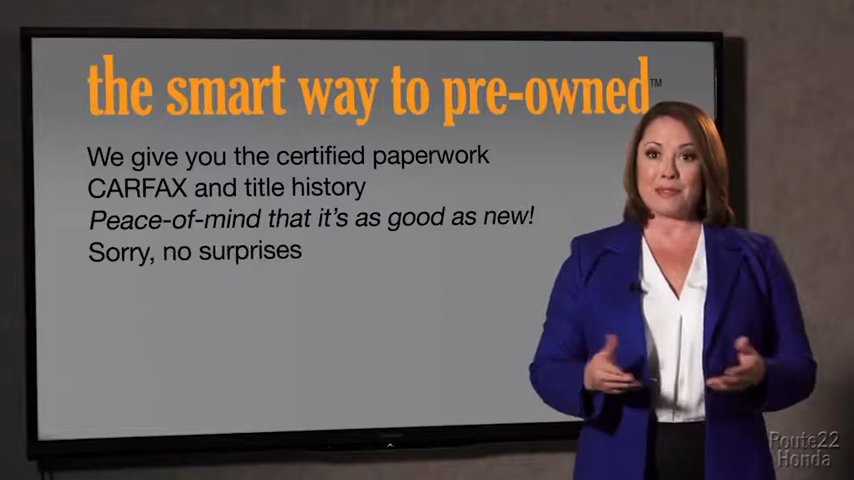 the smart way to pre-owned™
We give you the certified paperwork
CARFAX and title history
Peace-of-mind that it's as good as new!
Sorry, no surprises
Route22
Honda